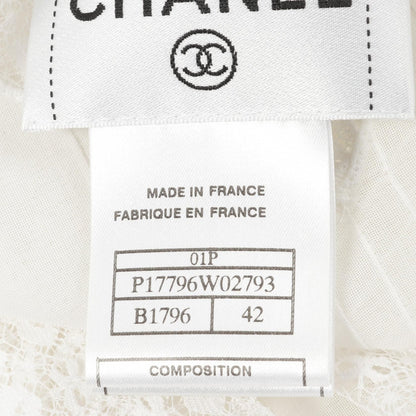 CHANEL
MADE IN FRANCE
FABRIQUE EN FRANCE
01P
P17796W02793
B1796 42
COMPOSITION